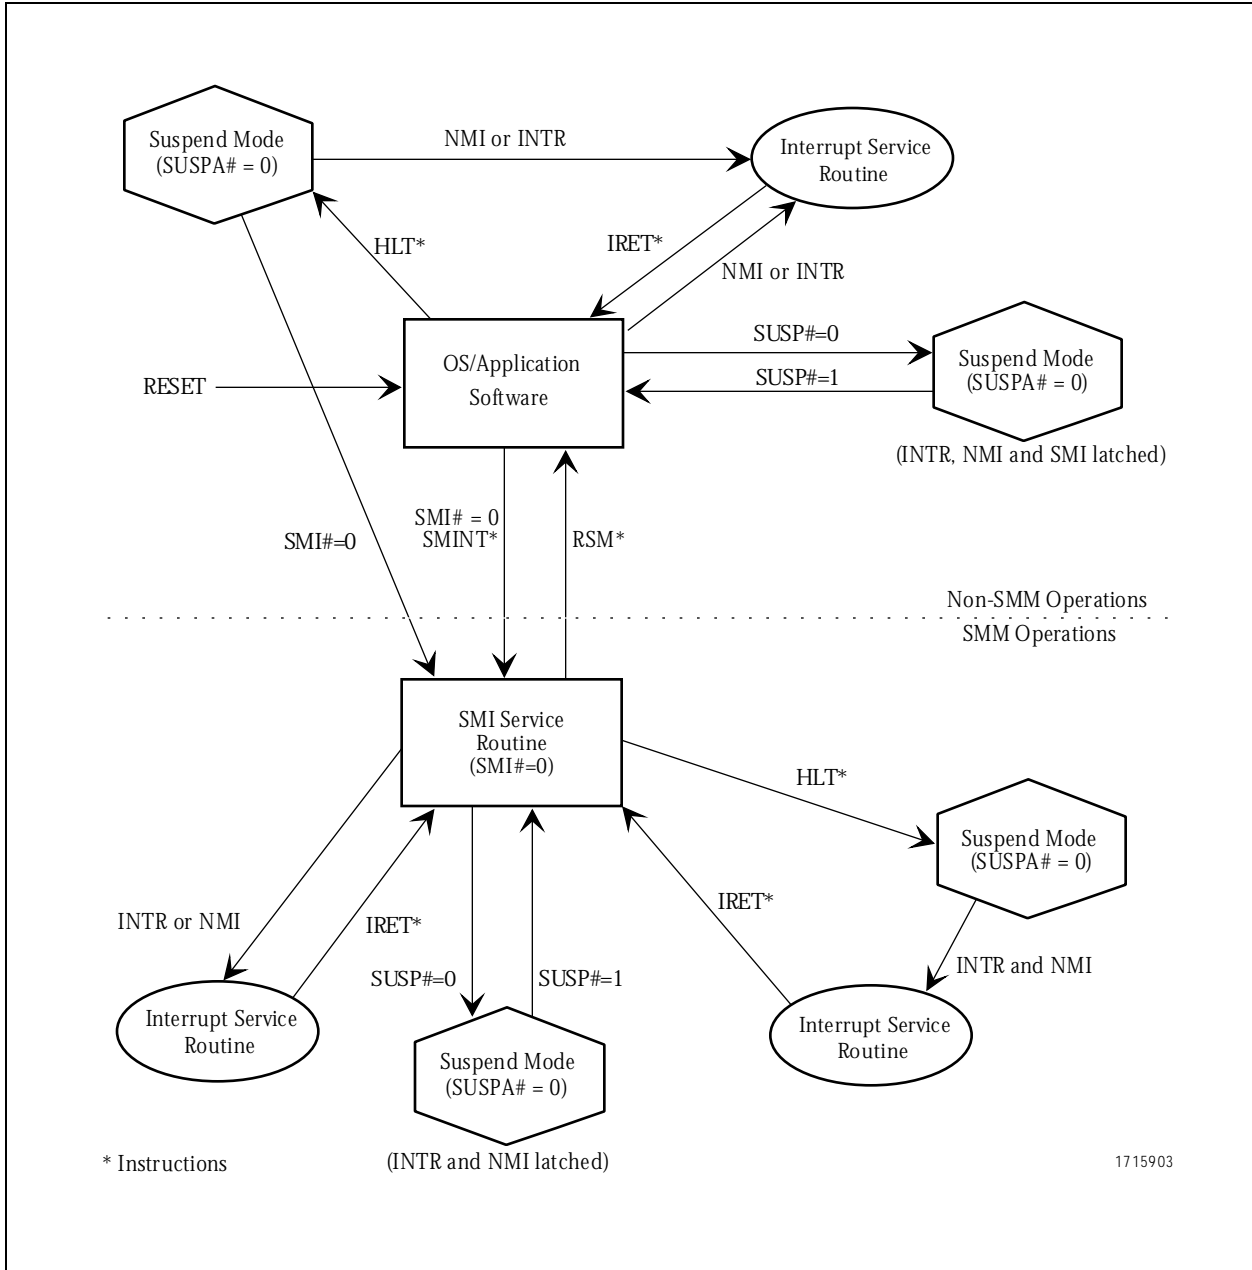 Suspend Mode
(SUSPA# = 0)
NMI or INTR
Interrupt Service
Routine
HLT*
IRET*
NMI or INTR
OS/Application
Software
SUSP#=0
SUSP#=1
Suspend Mode
(SUSPA# = 0)
RESET
(INTR, NMI and SMI latched)
SMI#=0
SMI# = 0
SMINT*
RSM*
Non-SMM Operations
SMM Operations
SMI Service
Routine
(SMI#=0)
HLT*
Suspend Mode
(SUSPA# = 0)
INTR or NMI
IRET*
IRET*
SUSP#=0
SUSP#=1
INTR and NMI
Interrupt Service
Routine
Suspend Mode
(SUSPA# = 0)
Interrupt Service
Routine
* Instructions
(INTR and NMI latched)
1715903